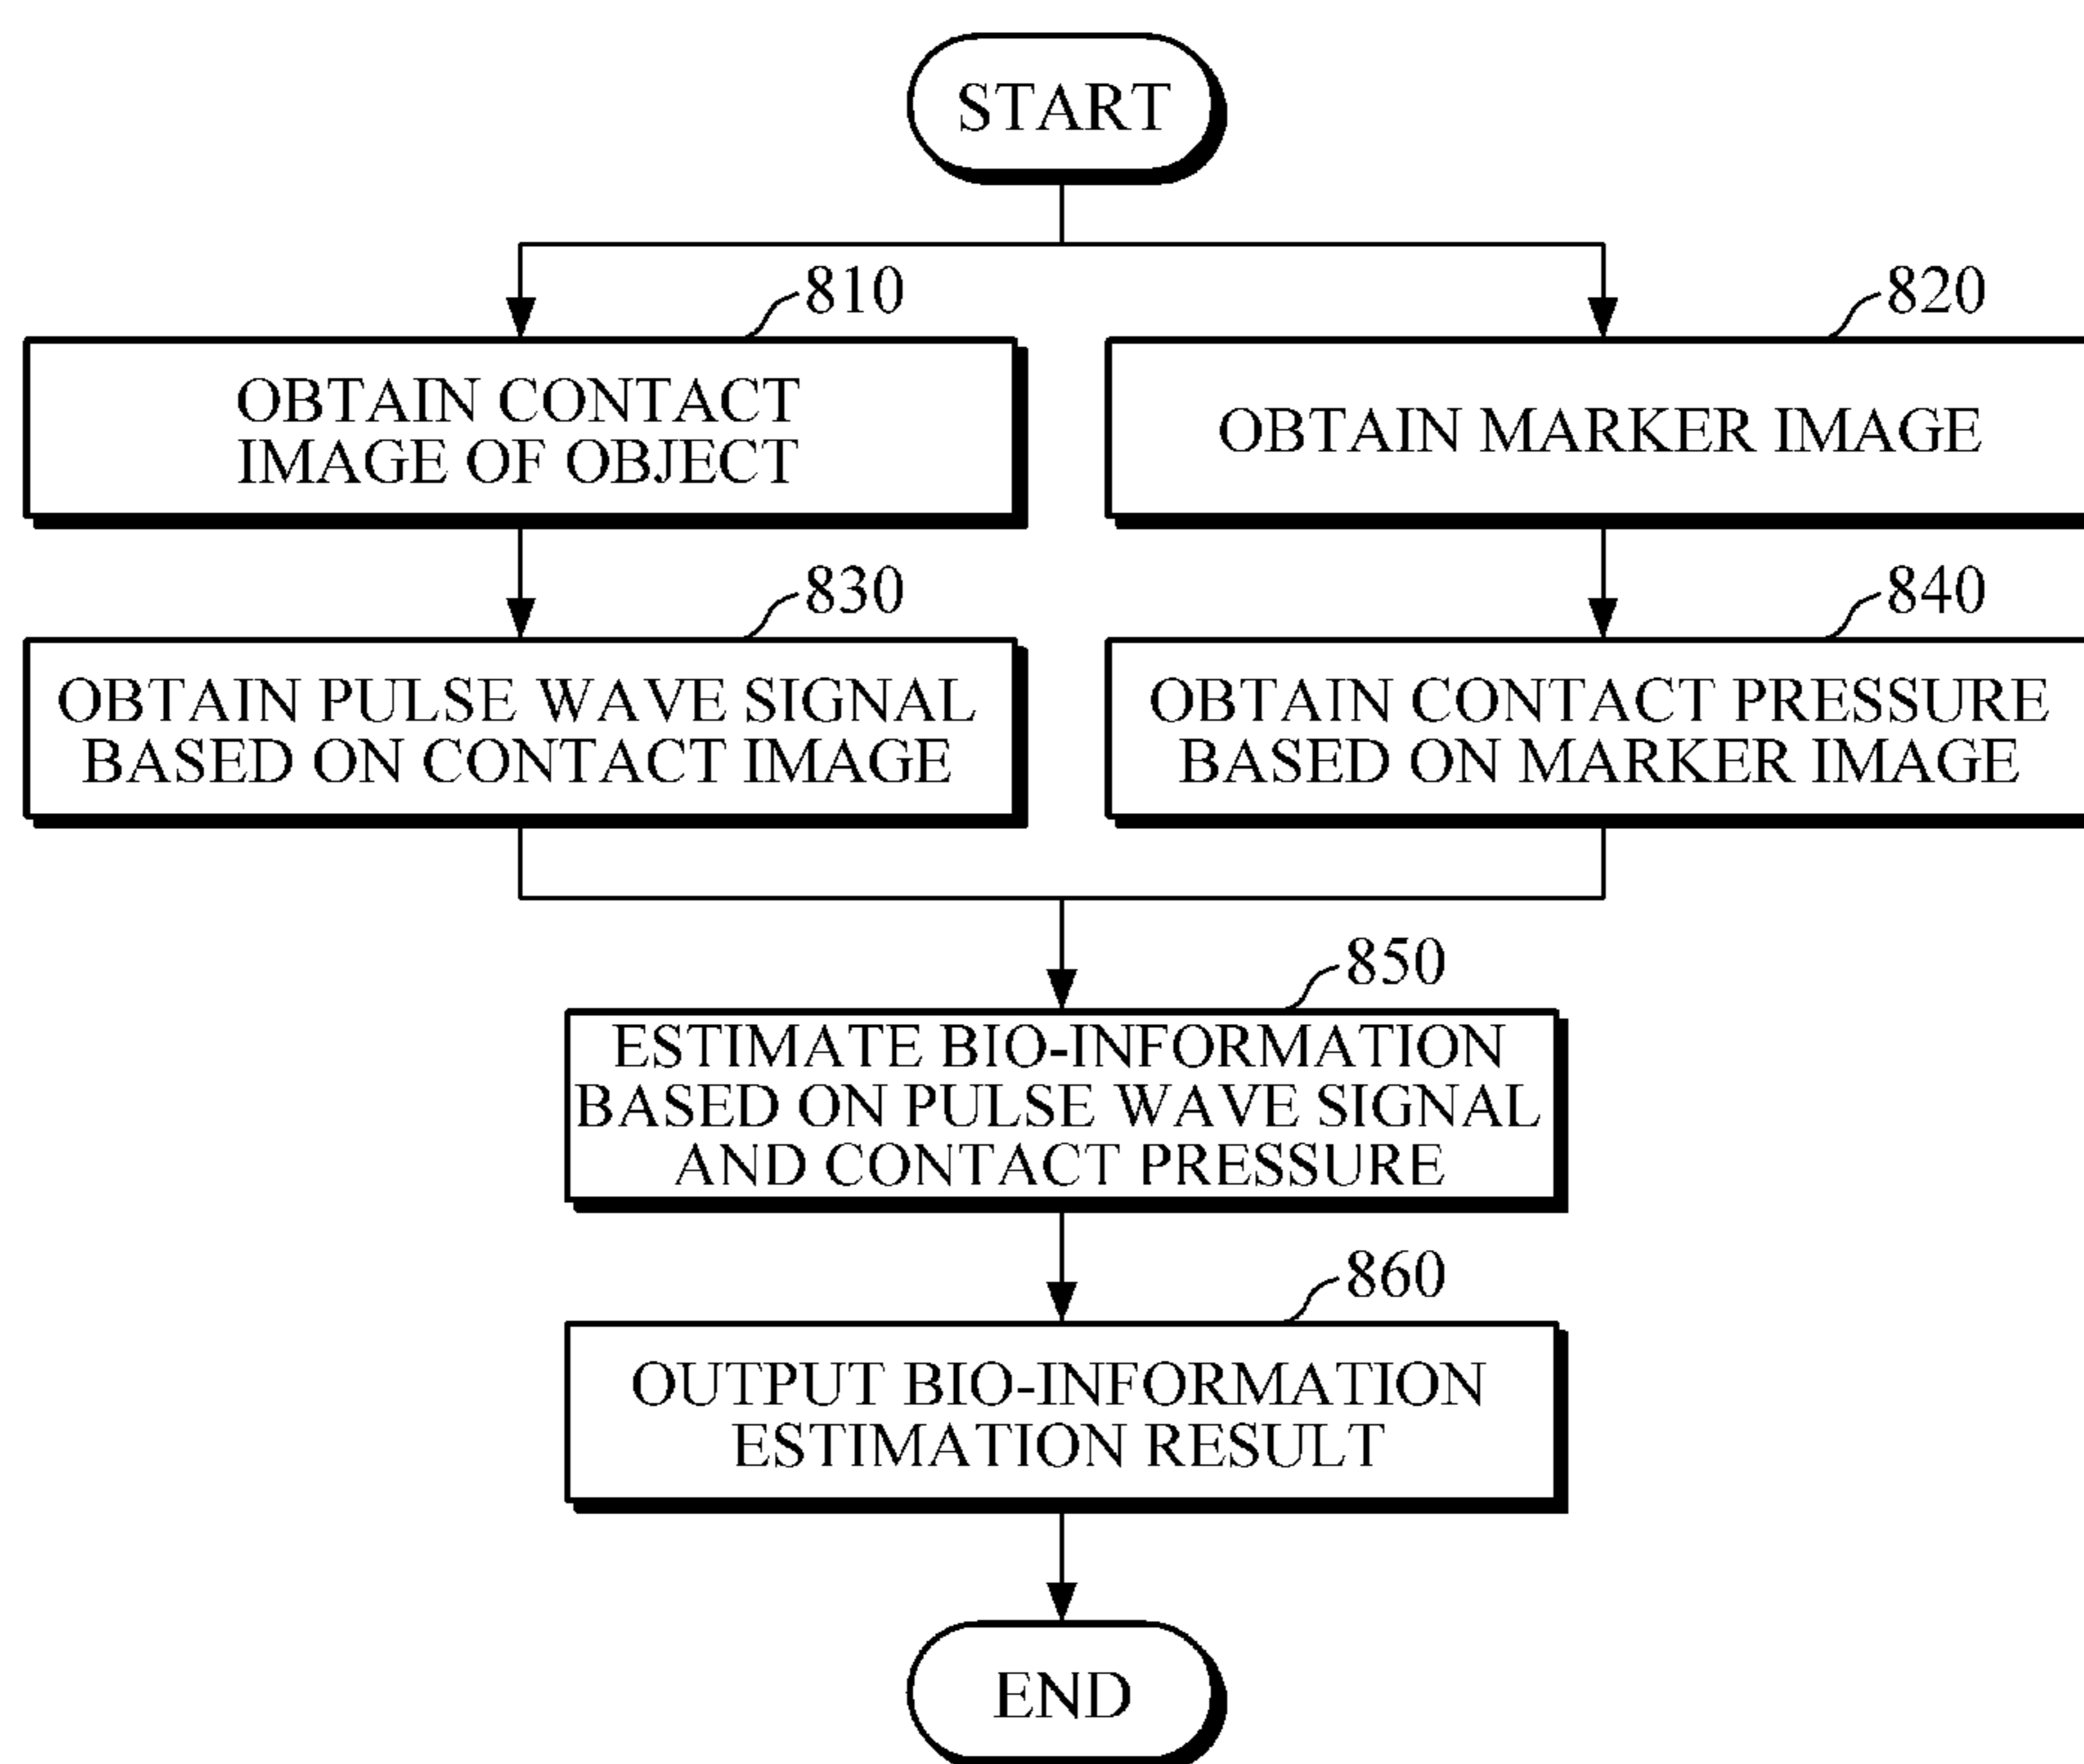 START
810
820
OBTAIN CONTACT
IMAGE OF OBJECT
OBTAIN MARKER IMAGE
830
840
OBTAIN PULSE WAVE SIGNAL
BASED ON CONTACT IMAGE
OBTAIN CONTACT PRESSURE
BASED ON MARKER IMAGE
850
ESTIMATE BIO-INFORMATION
BASED ON PULSE WAVE SIGNAL
AND CONTACT PRESSURE
860
OUTPUT BIO-INFORMATION
ESTIMATION RESULT
END